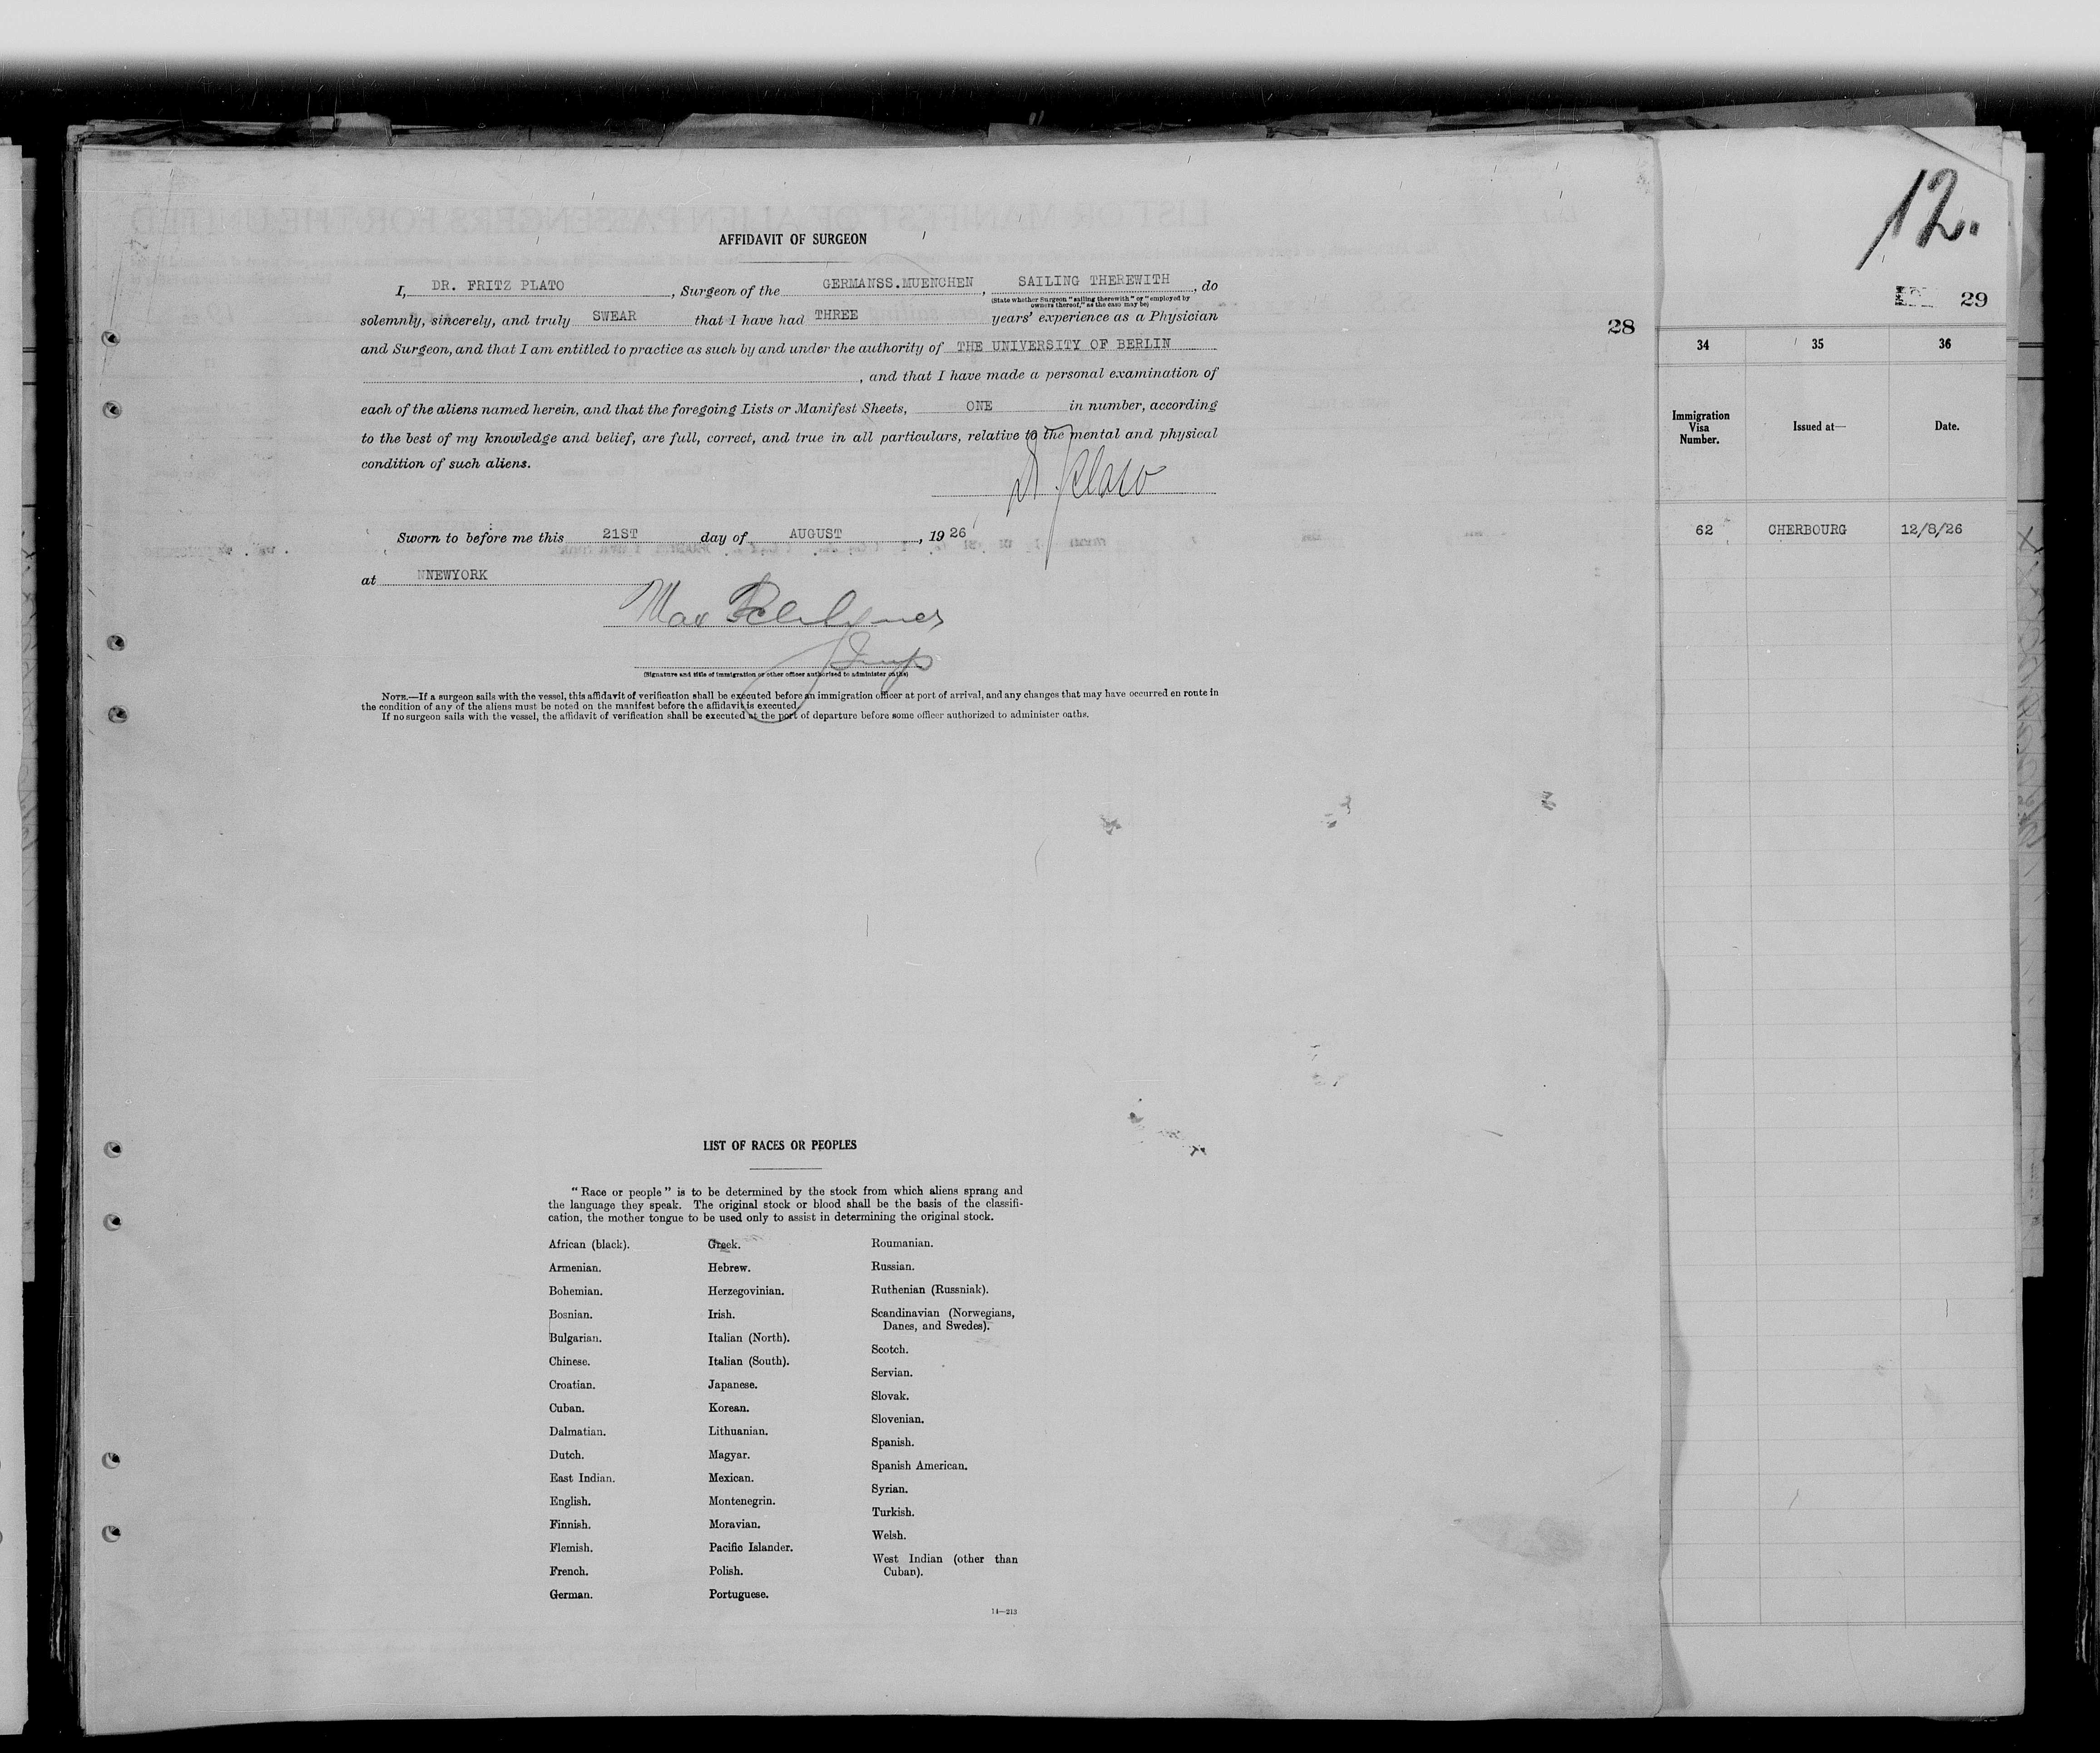 AFFIDAVIT OF SURGEON
I, DR. FRITZ PLATO, Surgeon of the GERMANSS.MUENCHEN, SAILING THEREWITH, do
(State whether Surgeon "sailing therewith" or "employed by
owners thereof," as the case may be)
solemnly, sincerely, and truly SWEAR that I have had THREE years' experience as a Physician
and Surgeon, and that I am entitled to practice as such by and under the authority of THE UNIVERSITY OF BERLIN
, and that I have made a personal examination of
each of the aliens named herein, and that the foregoing Lists or Manifest Sheets, ONE in number, according
to the best of my knowledge and belief, are full, correct, and true in all particulars, relative to the mental and physical
condition of such aliens.
Sworn to before me this 21ST day of AUGUST, 1926
at NNEWYORK
Max
(Signature and title of immigration or other officer authorized to administer oaths)
NOTE.—If a surgeon sails with the vessel, this affidavit of verification shall be executed before an immigration officer at port of arrival, and any changes that may have occurred en route in
the condition of any of the aliens must be noted on the manifest before the affidavit is executed.
If no surgeon sails with the vessel, the affidavit of verification shall be executed at the port of departure before some officer authorized to administer oaths.
LIST OF RACES OR PEOPLES
"Race or people" is to be determined by the stock from which aliens sprang and
the language they speak. The original stock or blood shall be the basis of the classifi-
cation, the mother tongue to be used only to assist in determining the original stock.
African (black).
Armenian.
Bohemian.
Bosnian.
Bulgarian.
Chinese.
Croatian.
Cuban.
Dalmatian.
Dutch.
East Indian.
English.
Finnish.
Flemish.
French.
German.
Greek.
Hebrew.
Herzegovinian.
Irish.
Italian (North).
Italian (South).
Japanese.
Korean.
Lithuanian.
Magyar.
Mexican.
Montenegrin.
Moravian.
Pacific Islander.
Polish.
Portuguese.
Roumanian.
Russian.
Ruthenian (Russniak).
Scandinavian (Norwegians,
Danes, and Swedes).
Scotch.
Servian.
Slovak.
Slovenian.
Spanish.
Spanish American.
Syrian.
Turkish.
Welsh.
West Indian (other than
Cuban).
14—213
28
12.
29
34 35 36
Immigration
Visa
Number.
Issued at—
Date.
62 CHERBOURG 12/8/26